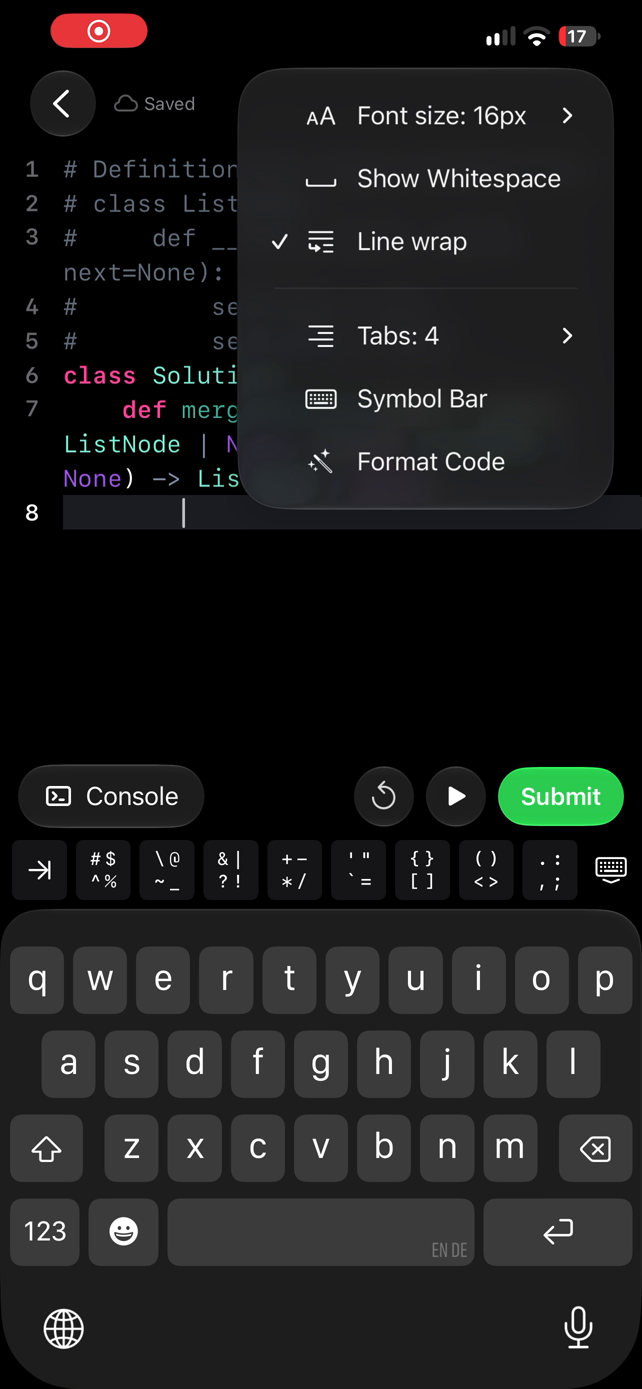 17
Saved
AA Font size: 16px
Show Whitespace
Line wrap
Tabs: 4
Symbol Bar
Format Code
1 # Definition
2 # class List
3 #     def __
next=None):
4 #         se
5 #         se
6 class Soluti
7     def merg
ListNode | N
None) -> Lis
8
Console
Submit
# $ \ @ & | + - ' " { } ( ) . :
^ % ~ _ ? ! * / ` = [ ] < > , ;
q w e r t y u i o p
a s d f g h j k l
z x c v b n m
123
EN DE